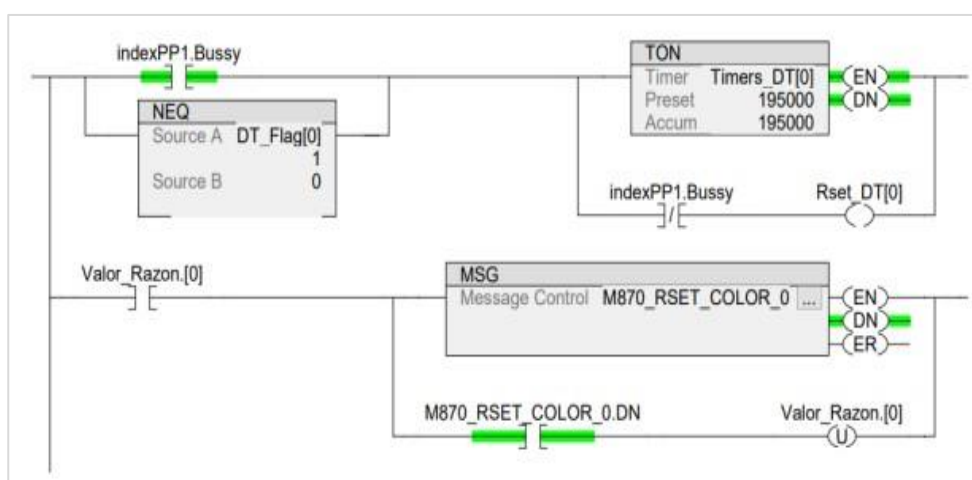 indexPP1.Bussy
TON
Timer Timers_DT[0]
Preset 195000
Accum 195000
EN
DN
NEQ
Source A DT_Flag[0]
1
Source B 0
indexPP1.Bussy
/
Rset_DT[0]
Valor_Razon.[0]
MSG
Message Control M870_RSET_COLOR_0 ...
EN
DN
ER
M870_RSET_COLOR_0.DN
Valor_Razon.[0]
U